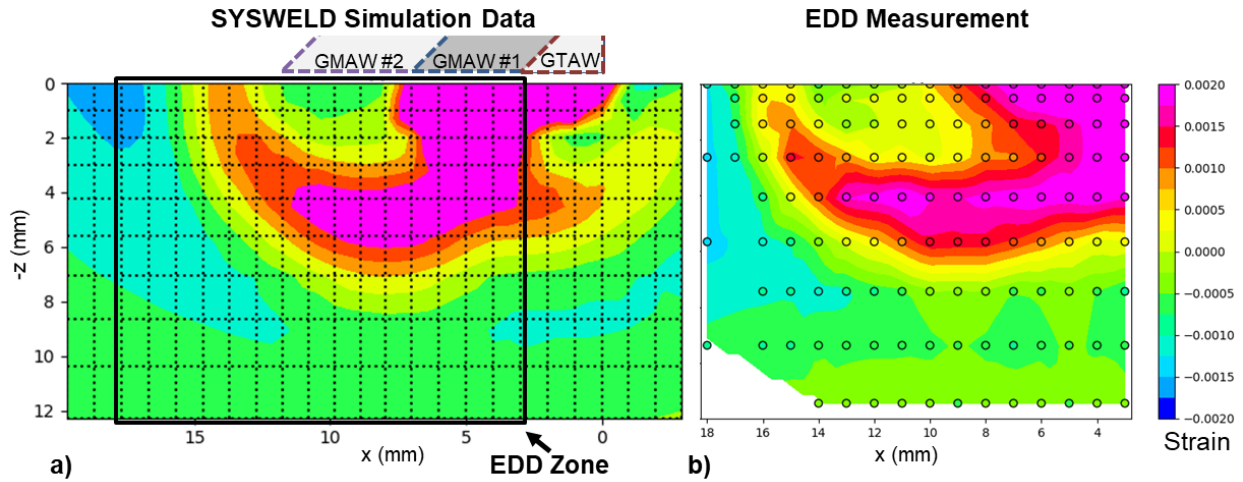 SYSWELD Simulation Data
EDD Measurement
GMAW #2
GMAW #1
GTAW
-z (mm)
0
2
4
6
8
10
12
15
10
5
0
x (mm)
EDD Zone
a)
18
16
14
12
10
8
6
4
x (mm)
b)
0.0020
0.0015
0.0010
0.0005
0.0000
−0.0005
−0.0010
−0.0015
−0.0020
Strain